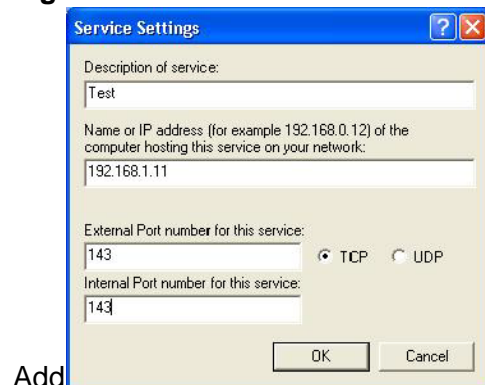 g
Service Settings
Description of service:
Test
Name or IP address (for example 192.168.0.12) of the
computer hosting this service on your network:
192.168.1.11
External Port number for this service:
143 TCP UDP
Internal Port number for this service:
143
OK Cancel
Add